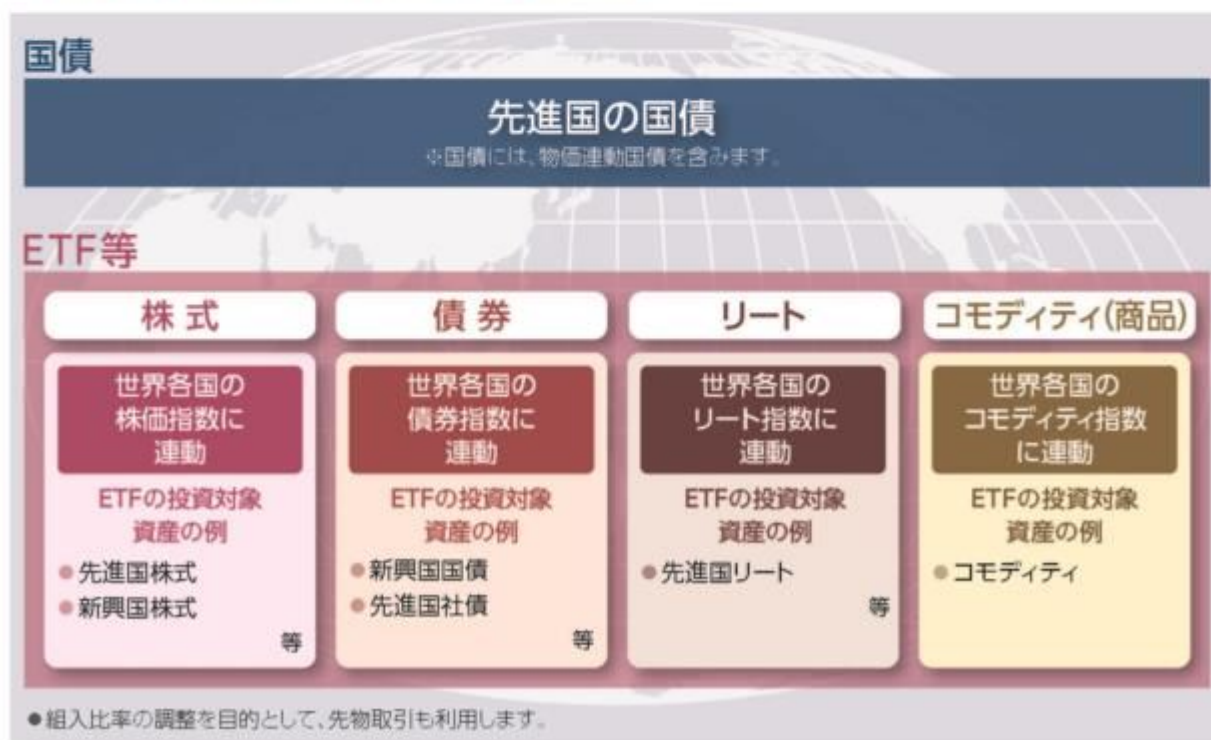 国債
先進国の国債
※国債には、物価連動国債を含みます。
ETF等
株式
債券
リート
コモディティ(商品)
世界各国の
株価指数に
連動
ETFの投資対象
資産の例
●先進国株式
●新興国株式
等
世界各国の
債券指数に
連動
ETFの投資対象
資産の例
●新興国国債
●先進国社債
等
世界各国の
リート指数に
連動
ETFの投資対象
資産の例
●先進国リート
等
世界各国の
コモディティ指数
に連動
ETFの投資対象
資産の例
●コモディティ
●組入比率の調整を目的として、先物取引も利用します。